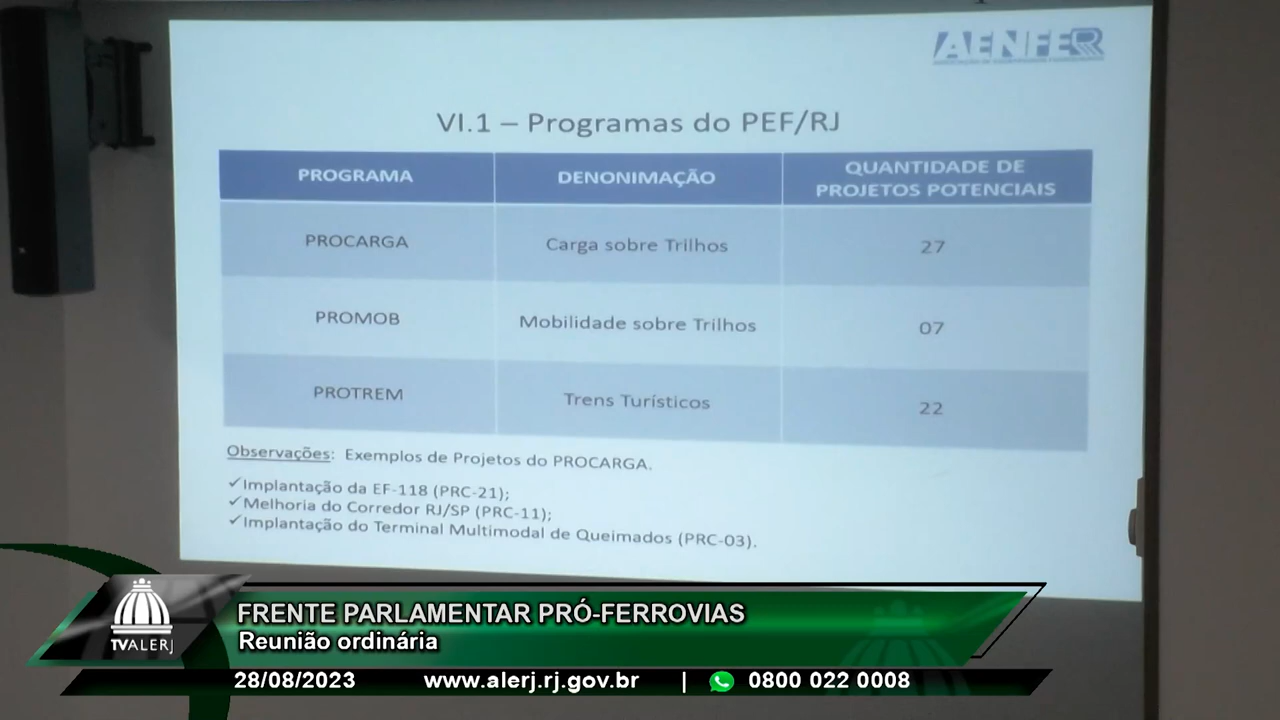 AENFER
VI.1 – Programas do PEF/RJ
PROGRAMA
DENONIMAÇÃO
QUANTIDADE DE
PROJETOS POTENCIAIS
PROCARGA
Carga sobre Trilhos
27
PROMOB
Mobilidade sobre Trilhos
07
PROTREM
Trens Turísticos
22
Observações: Exemplos de Projetos do PROCARGA.
✓Implantação da EF-118 (PRC-21);
✓Melhoria do Corredor RJ/SP (PRC-11);
✓Implantação do Terminal Multimodal de Queimados (PRC-03).
TVALERJ
FRENTE PARLAMENTAR PRÓ-FERROVIAS
Reunião ordinária
28/08/2023 www.alerj.rj.gov.br | 0800 022 0008